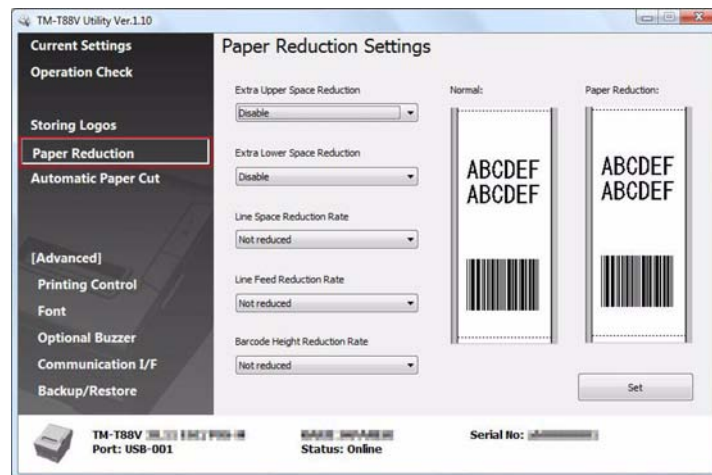 TM-T88V Utility Ver.1.10
Current Settings
Operation Check
Storing Logos
Paper Reduction
Automatic Paper Cut
[Advanced]
Printing Control
Font
Optional Buzzer
Communication I/F
Backup/Restore
Paper Reduction Settings
Extra Upper Space Reduction
Disable
Extra Lower Space Reduction
Disable
Line Space Reduction Rate
Not reduced
Line Feed Reduction Rate
Not reduced
Barcode Height Reduction Rate
Not reduced
Normal:
ABCDEF
ABCDEF
Paper Reduction:
ABCDEF
ABCDEF
Set
TM-T88V
Port: USB-001
Status: Online
Serial No: